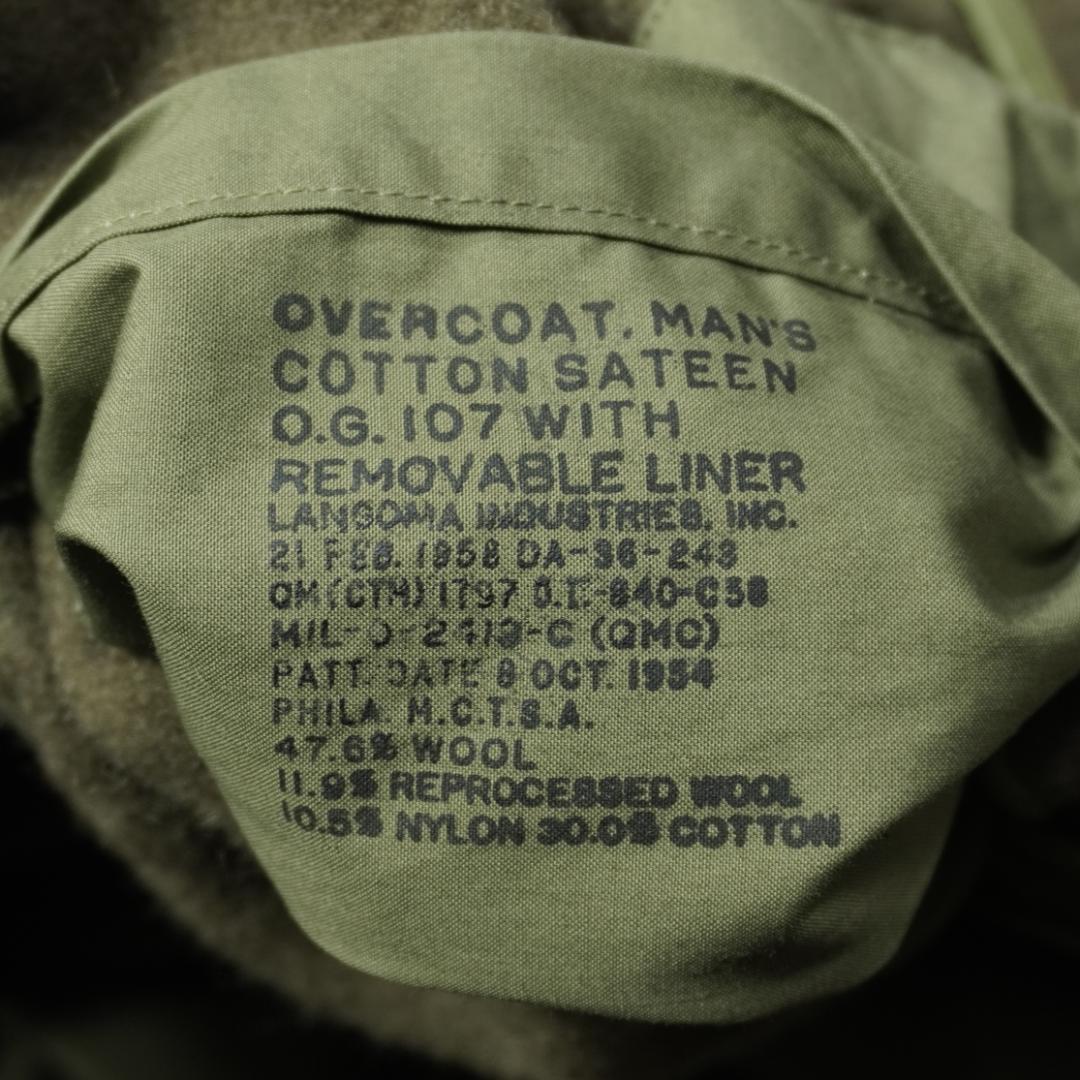 OVERCOAT, MAN'S
COTTON SATEEN
O.G. 107 WITH
REMOVABLE LINER
LANGOMA INDUSTRIES, INC.
21 FEB. 1958 DA-36-243
QM(CTM) 1797 O.I.-840-C58
(QMC)
PATT. DATE 8 OCT. 1954
PHILA. M.C.T.S.A.
47.6% WOOL
11.9% REPROCESSED WOOL
10.5% NYLON 30.0% COTTON